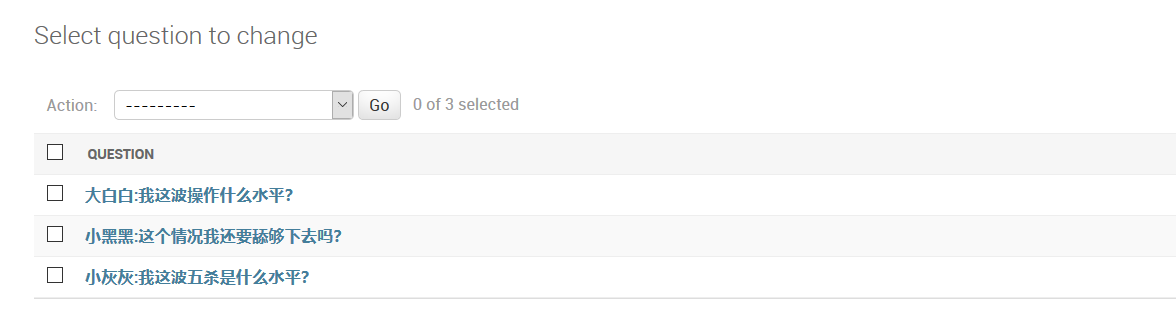 Select question to change
Action: --------- Go 0 of 3 selected
QUESTION
大白白:我这波操作什么水平?
小黑黑:这个情况我还要舔够下去吗?
小灰灰:我这波五杀是什么水平?